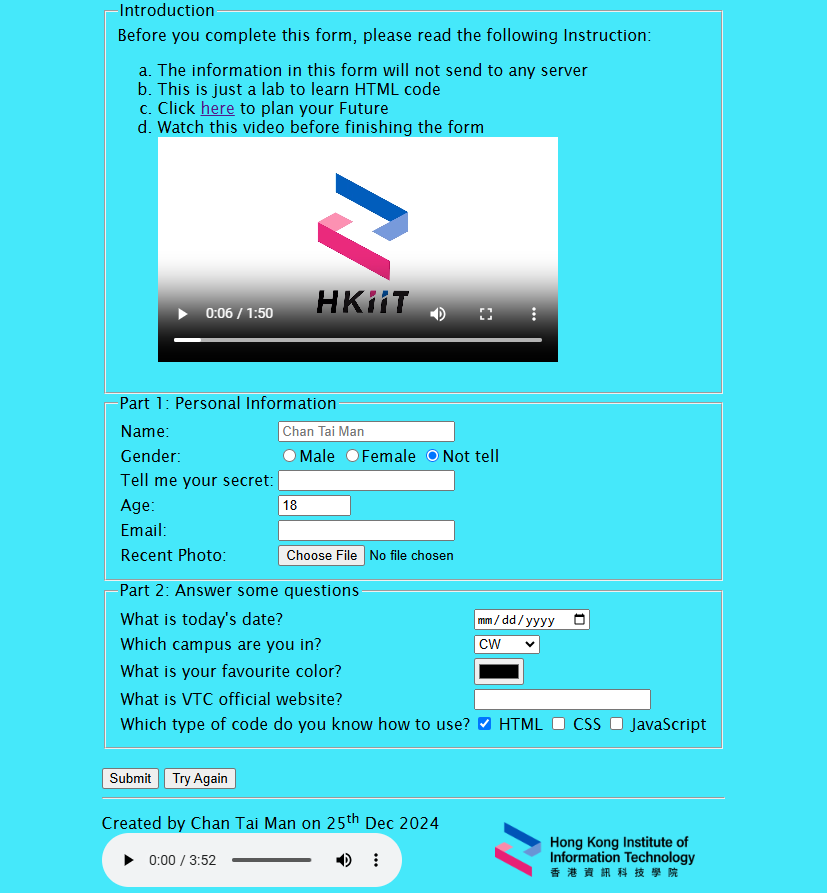 Introduction
Before you complete this form, please read the following Instruction:
a. The information in this form will not send to any server
b. This is just a lab to learn HTML code
c. Click here to plan your Future
d. Watch this video before finishing the form
HKiiT
0:06 / 1:50
Part 1: Personal Information
Name: Chan Tai Man
Gender: Male Female Not tell
Tell me your secret:
Age: 18
Email:
Recent Photo: Choose File No file chosen
Part 2: Answer some questions
What is today's date? mm/dd/yyyy
Which campus are you in? CW
What is your favourite color?
What is VTC official website?
Which type of code do you know how to use? HTML CSS JavaScript
Submit Try Again
Created by Chan Tai Man on 25th Dec 2024
0:00 / 3:52
Hong Kong Institute of
Information Technology
香港資訊科技學院